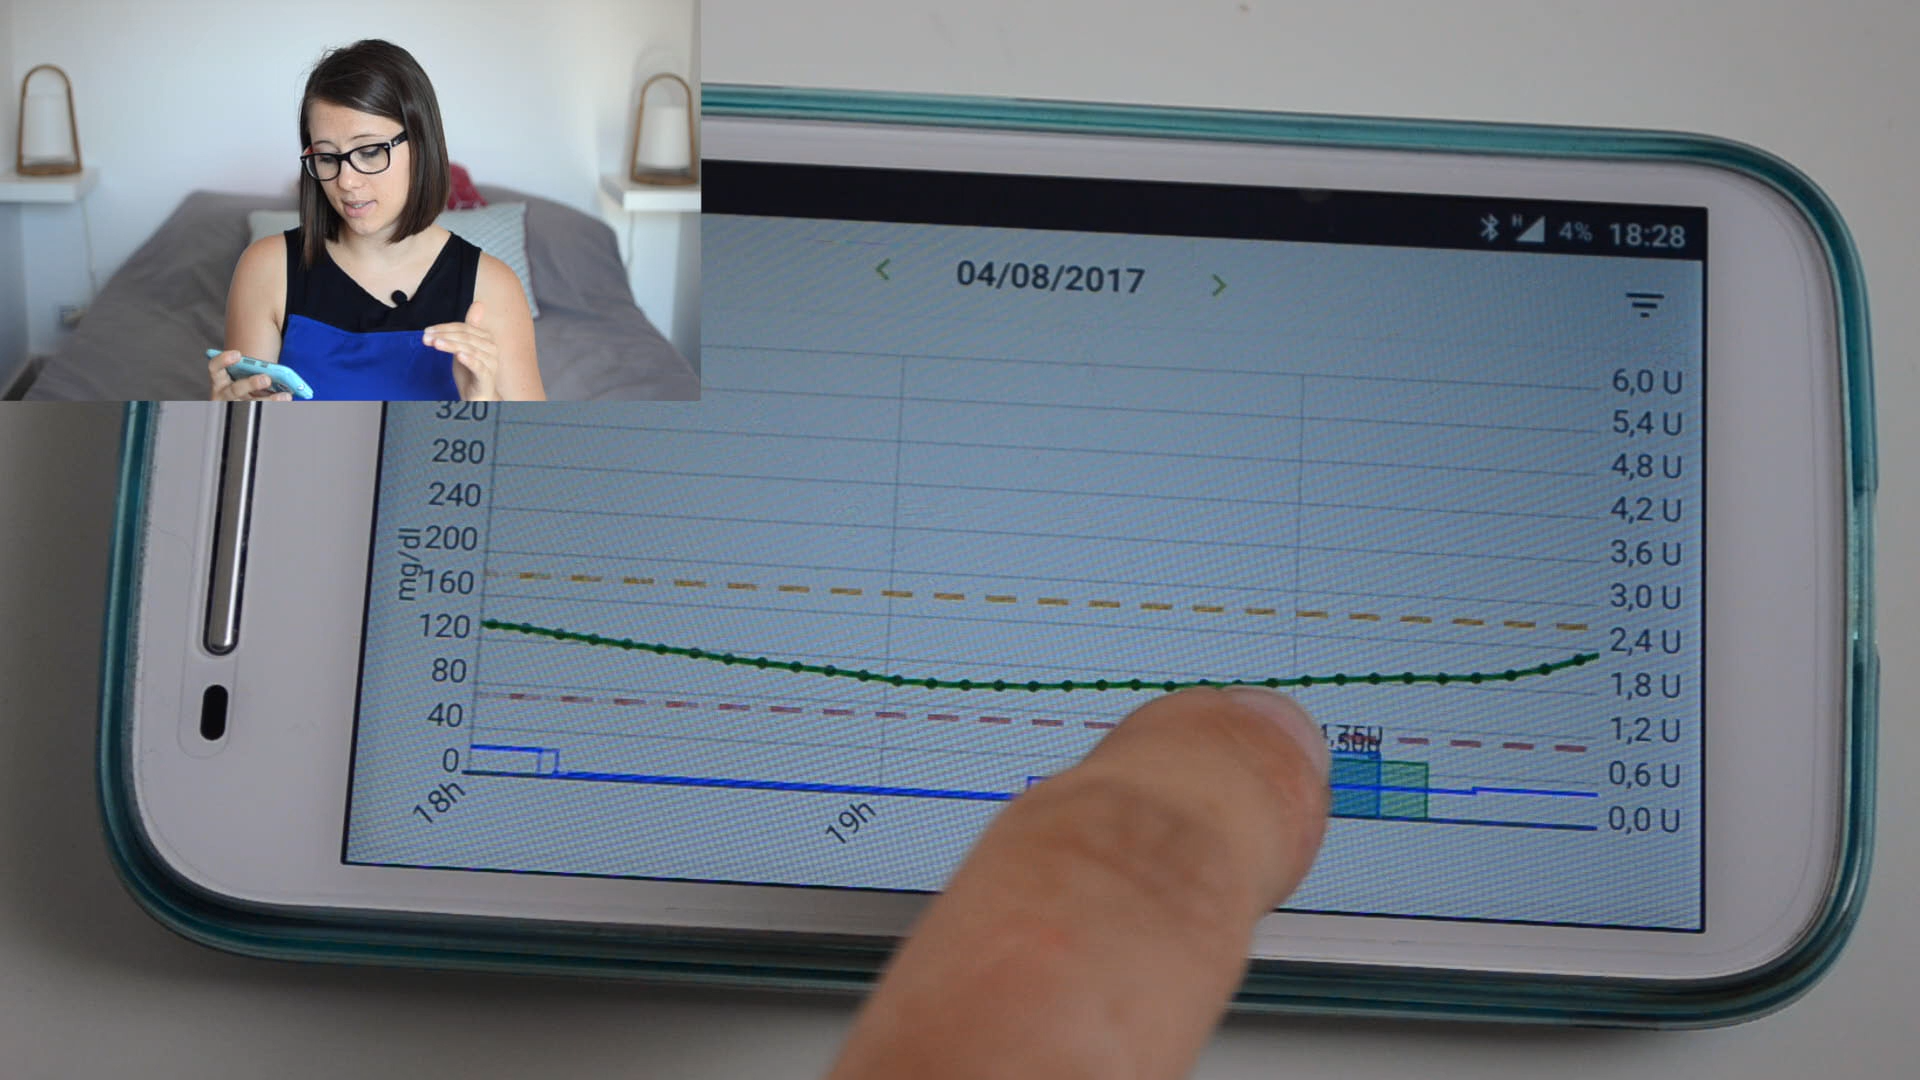 H 4% 18:28
04/08/2017
320
280
240
200
160
120
80
40
0
mg/dl
18h
19h
6,0 U
5,4 U
4,8 U
4,2 U
3,6 U
3,0 U
2,4 U
1,8 U
1,2 U
0,6 U
0,0 U